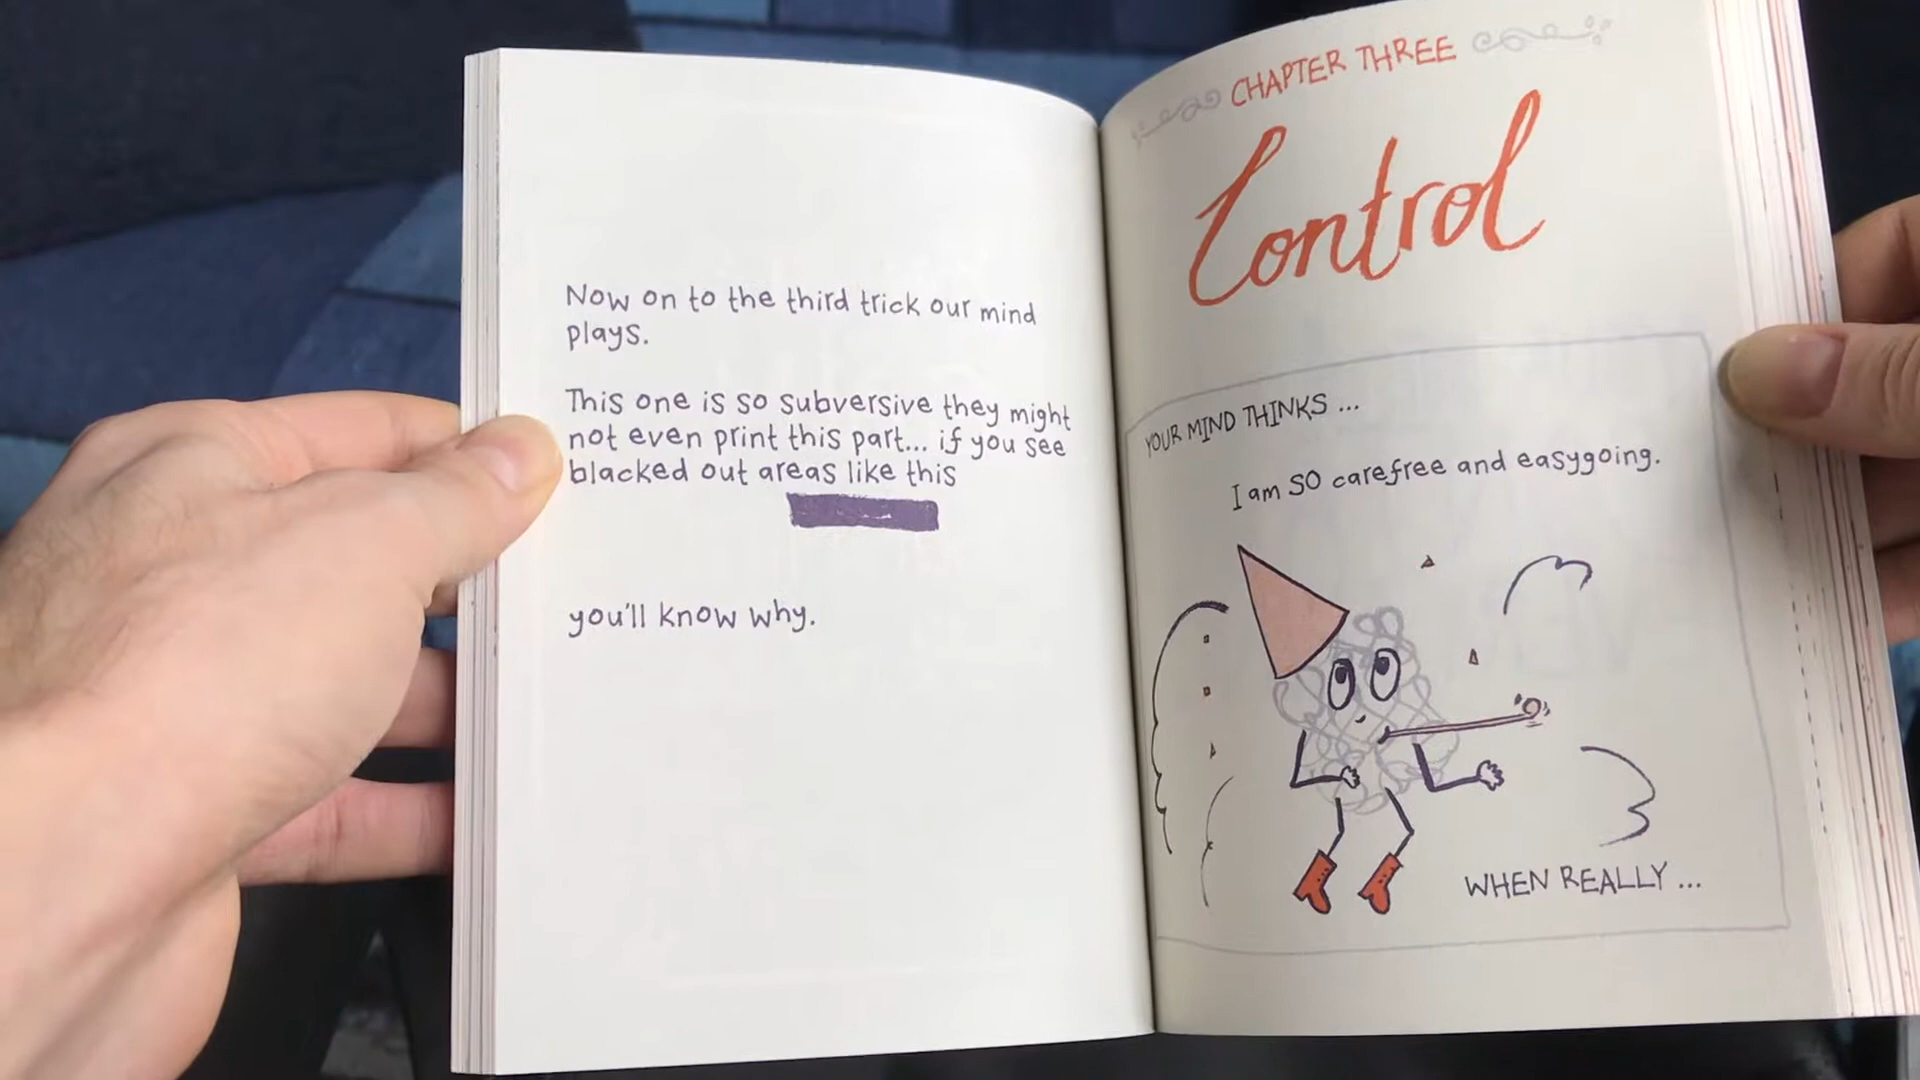 Now on to the third trick our mind
plays.
This one is so subversive they might
not even print this part... if you see
blacked out areas like this
you'll know why.
CHAPTER THREE
Control
YOUR MIND THINKS ...
I am SO carefree and easygoing.
WHEN REALLY ...